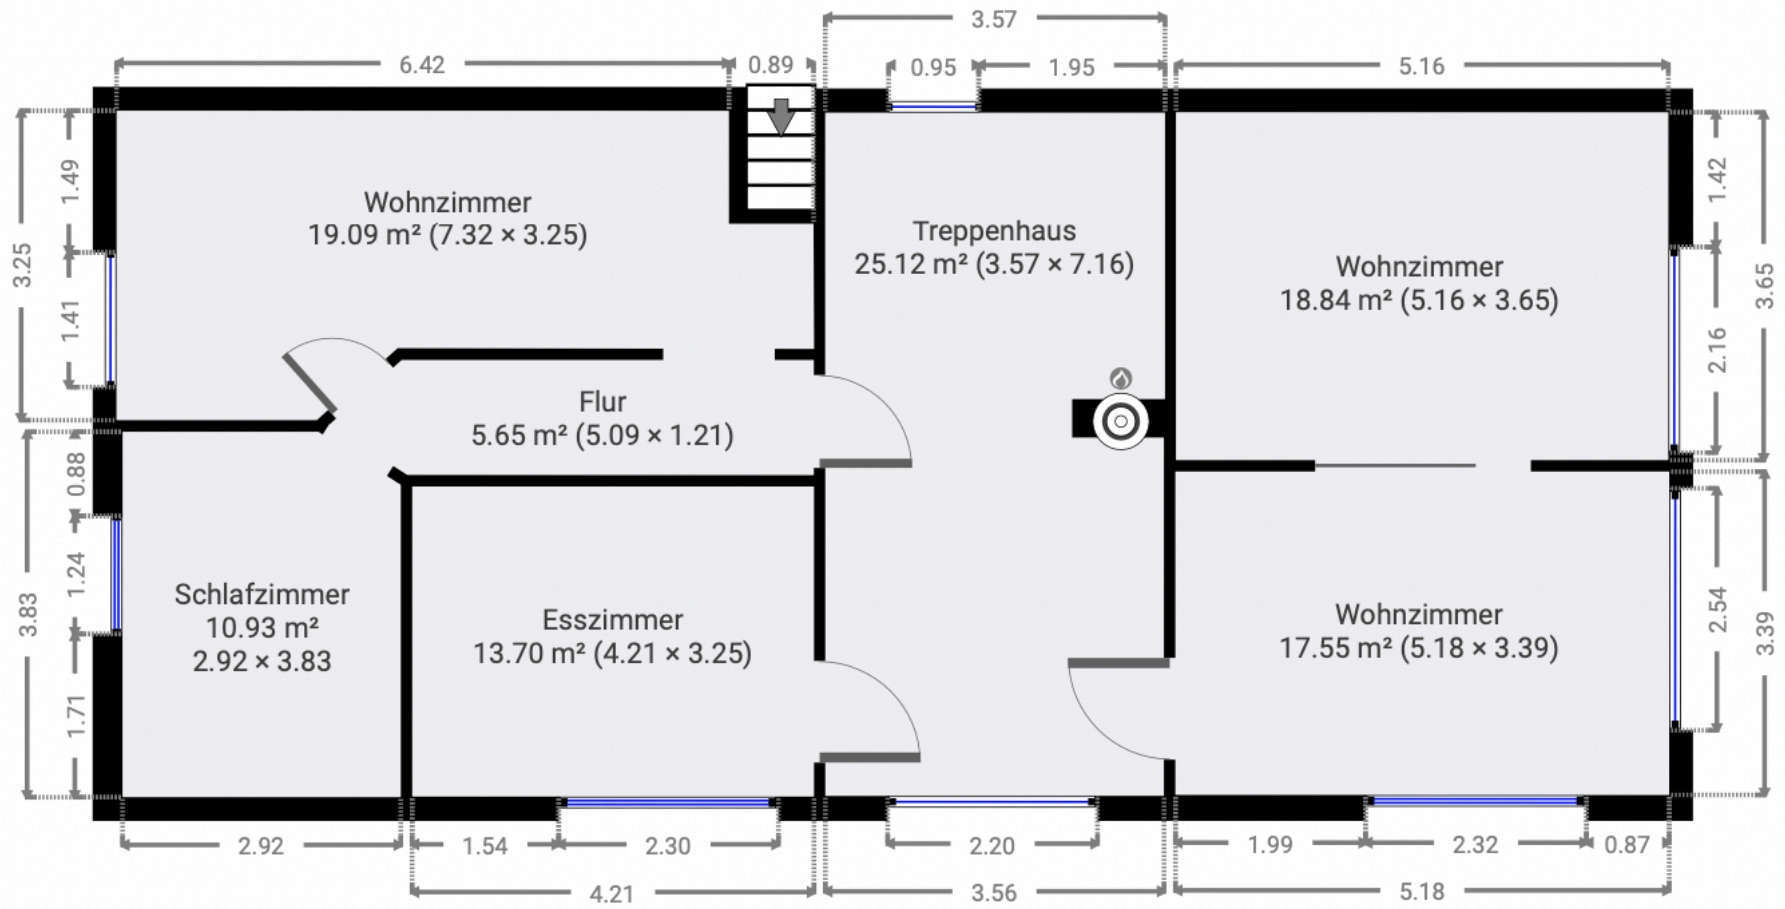 3.57
6.42
0.89
0.95
1.95
5.16
1.49
1.41
3.25
Wohnzimmer
19.09 m² (7.32 × 3.25)
Treppenhaus
25.12 m² (3.57 × 7.16)
Wohnzimmer
18.84 m² (5.16 × 3.65)
1.42
2.16
3.65
Flur
5.65 m² (5.09 × 1.21)
0.88
1.24
1.71
3.83
Schlafzimmer
10.93 m²
2.92 × 3.83
Esszimmer
13.70 m² (4.21 × 3.25)
Wohnzimmer
17.55 m² (5.18 × 3.39)
2.54
3.39
2.92
1.54
2.30
2.20
1.99
2.32
0.87
4.21
3.56
5.18